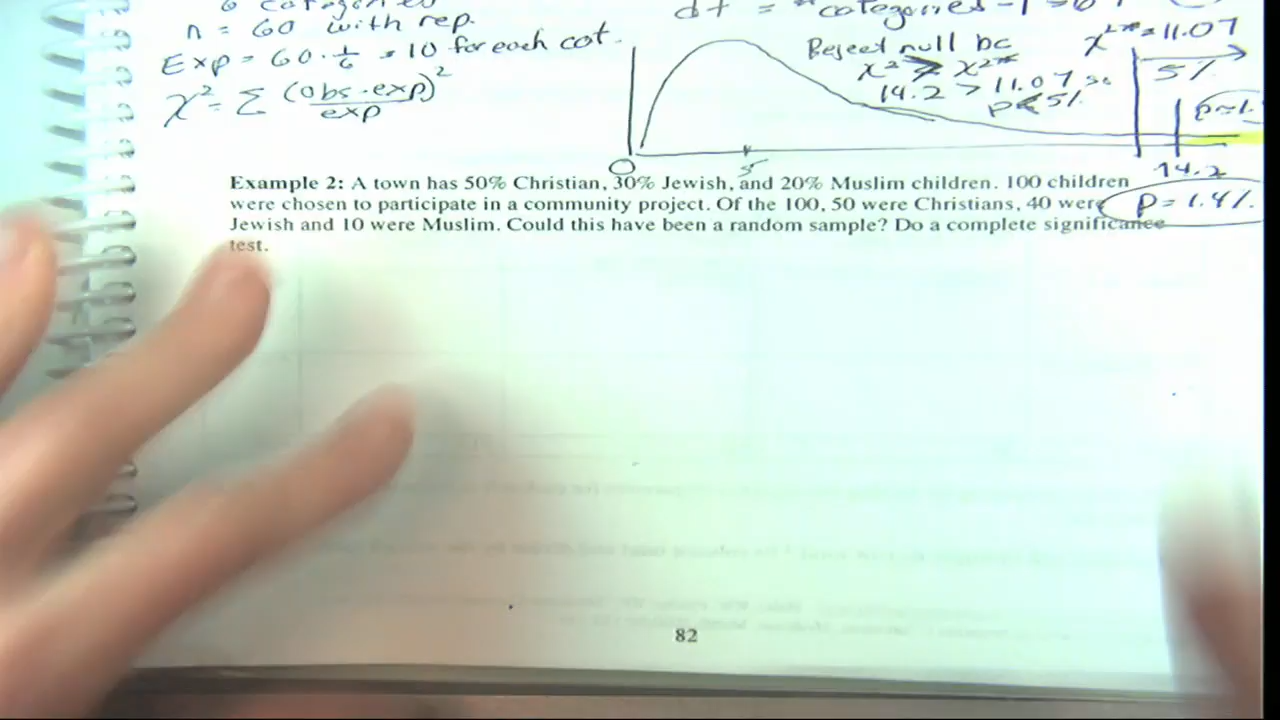 n = 60 with rep.
Exp = 60 · 1/6 = 10 for each cat.
χ² = Σ (obs - exp)² / exp
df = # categories - 1 =
Reject null bc
χ² > χ²*
14.2 > 11.07 so
p < 5%
χ²* = 11.07
5%
0
5
14.2
p = 1.4%
Example 2: A town has 50% Christian, 30% Jewish, and 20% Muslim children. 100 children
were chosen to participate in a community project. Of the 100, 50 were Christians, 40 were
Jewish and 10 were Muslim. Could this have been a random sample? Do a complete significance
test.
82